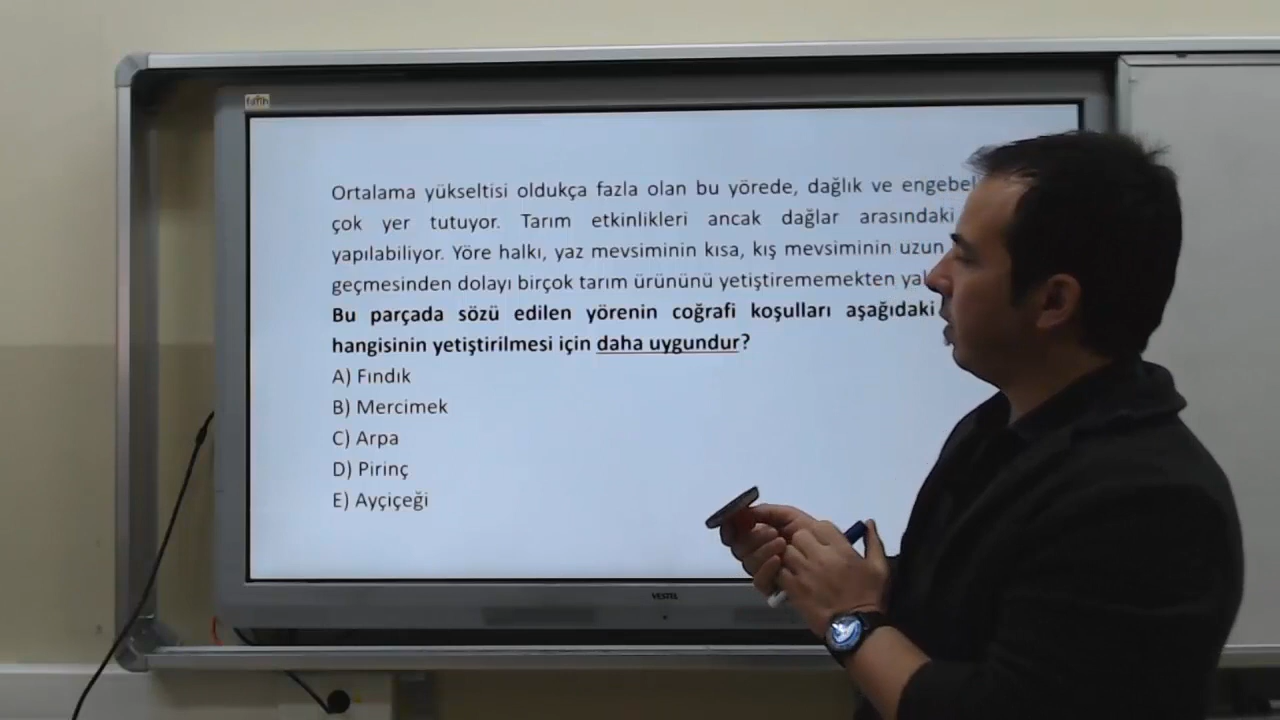 fatih
Ortalama yükseltisi oldukça fazla olan bu yörede, dağlık ve
çok yer tutuyor. Tarım etkinlikleri ancak dağlar arasındaki
yapılabiliyor. Yöre halkı, yaz mevsiminin kısa, kış mevsiminin uzun
geçmesinden dolayı birçok tarım ürününü yetiştirememekten
Bu parçada sözü edilen yörenin coğrafi koşulları aşağıdaki
hangisinin yetiştirilmesi için daha uygundur?
A) Fındık
B) Mercimek
C) Arpa
D) Pirinç
E) Ayçiçeği
VESTEL